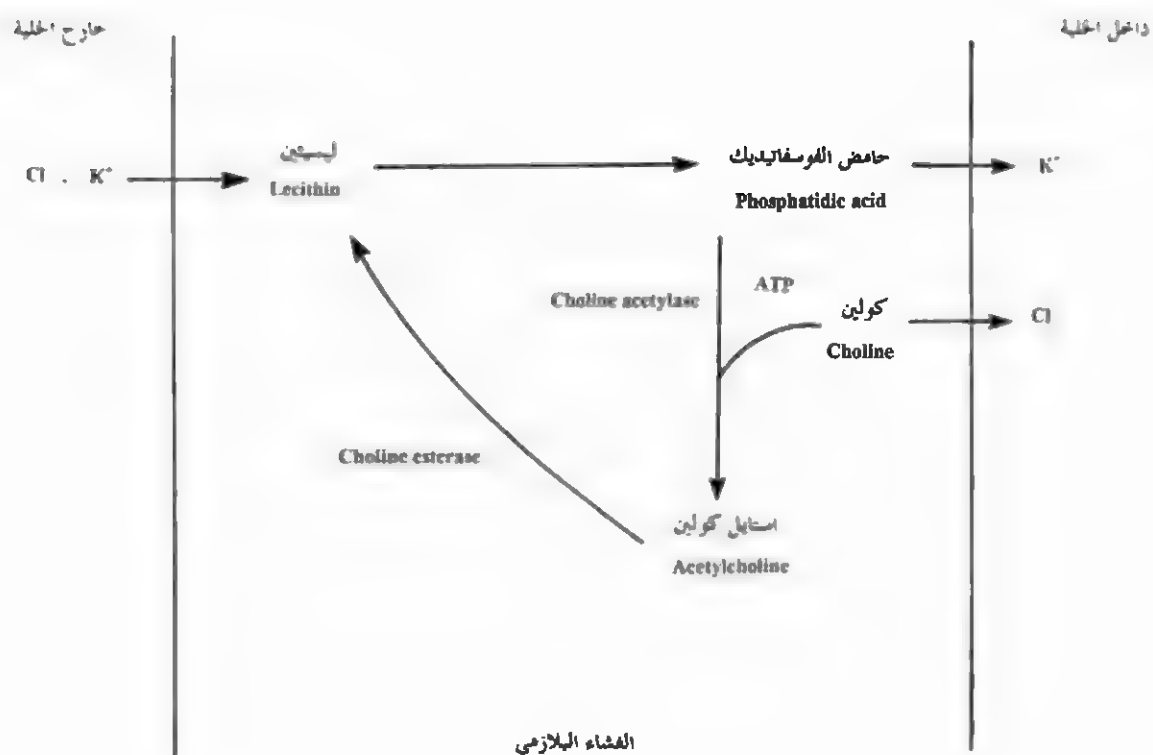 خارج الخلية
داخل الخلية
ليسيثين
Lecithin
Cl . K⁺
حامض الفوسفاتيديك
Phosphatidic acid
K⁺
Choline acetylase
ATP
كولين
Choline
Cl
Choline esterase
استايل كولين
Acetylcholine
الغشاء البلازمي